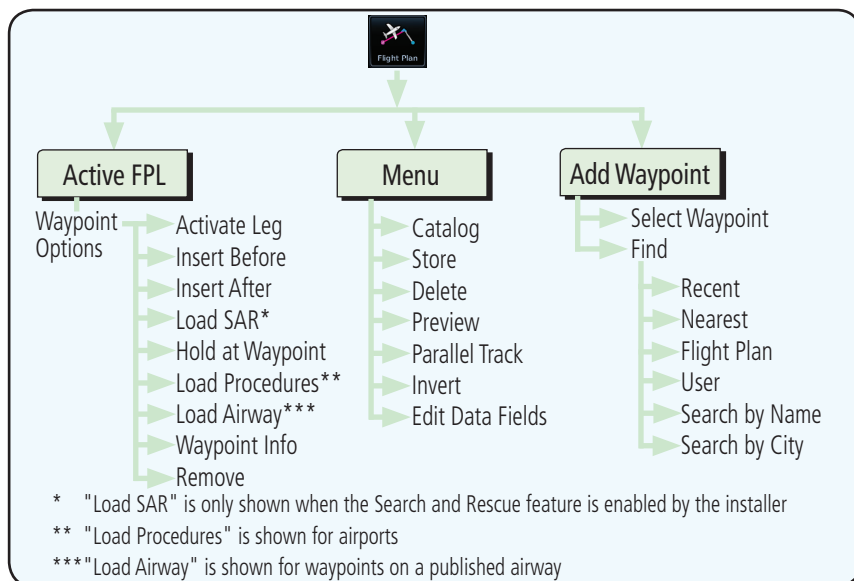 Flight Plan
Active FPL
Waypoint
Options
Activate Leg
Insert Before
Insert After
Load SAR*
Hold at Waypoint
Load Procedures**
Load Airway***
Waypoint Info
Remove
Menu
Catalog
Store
Delete
Preview
Parallel Track
Invert
Edit Data Fields
Add Waypoint
Select Waypoint
Find
Recent
Nearest
Flight Plan
User
Search by Name
Search by City
* "Load SAR" is only shown when the Search and Rescue feature is enabled by the installer
** "Load Procedures" is shown for airports
***"Load Airway" is shown for waypoints on a published airway